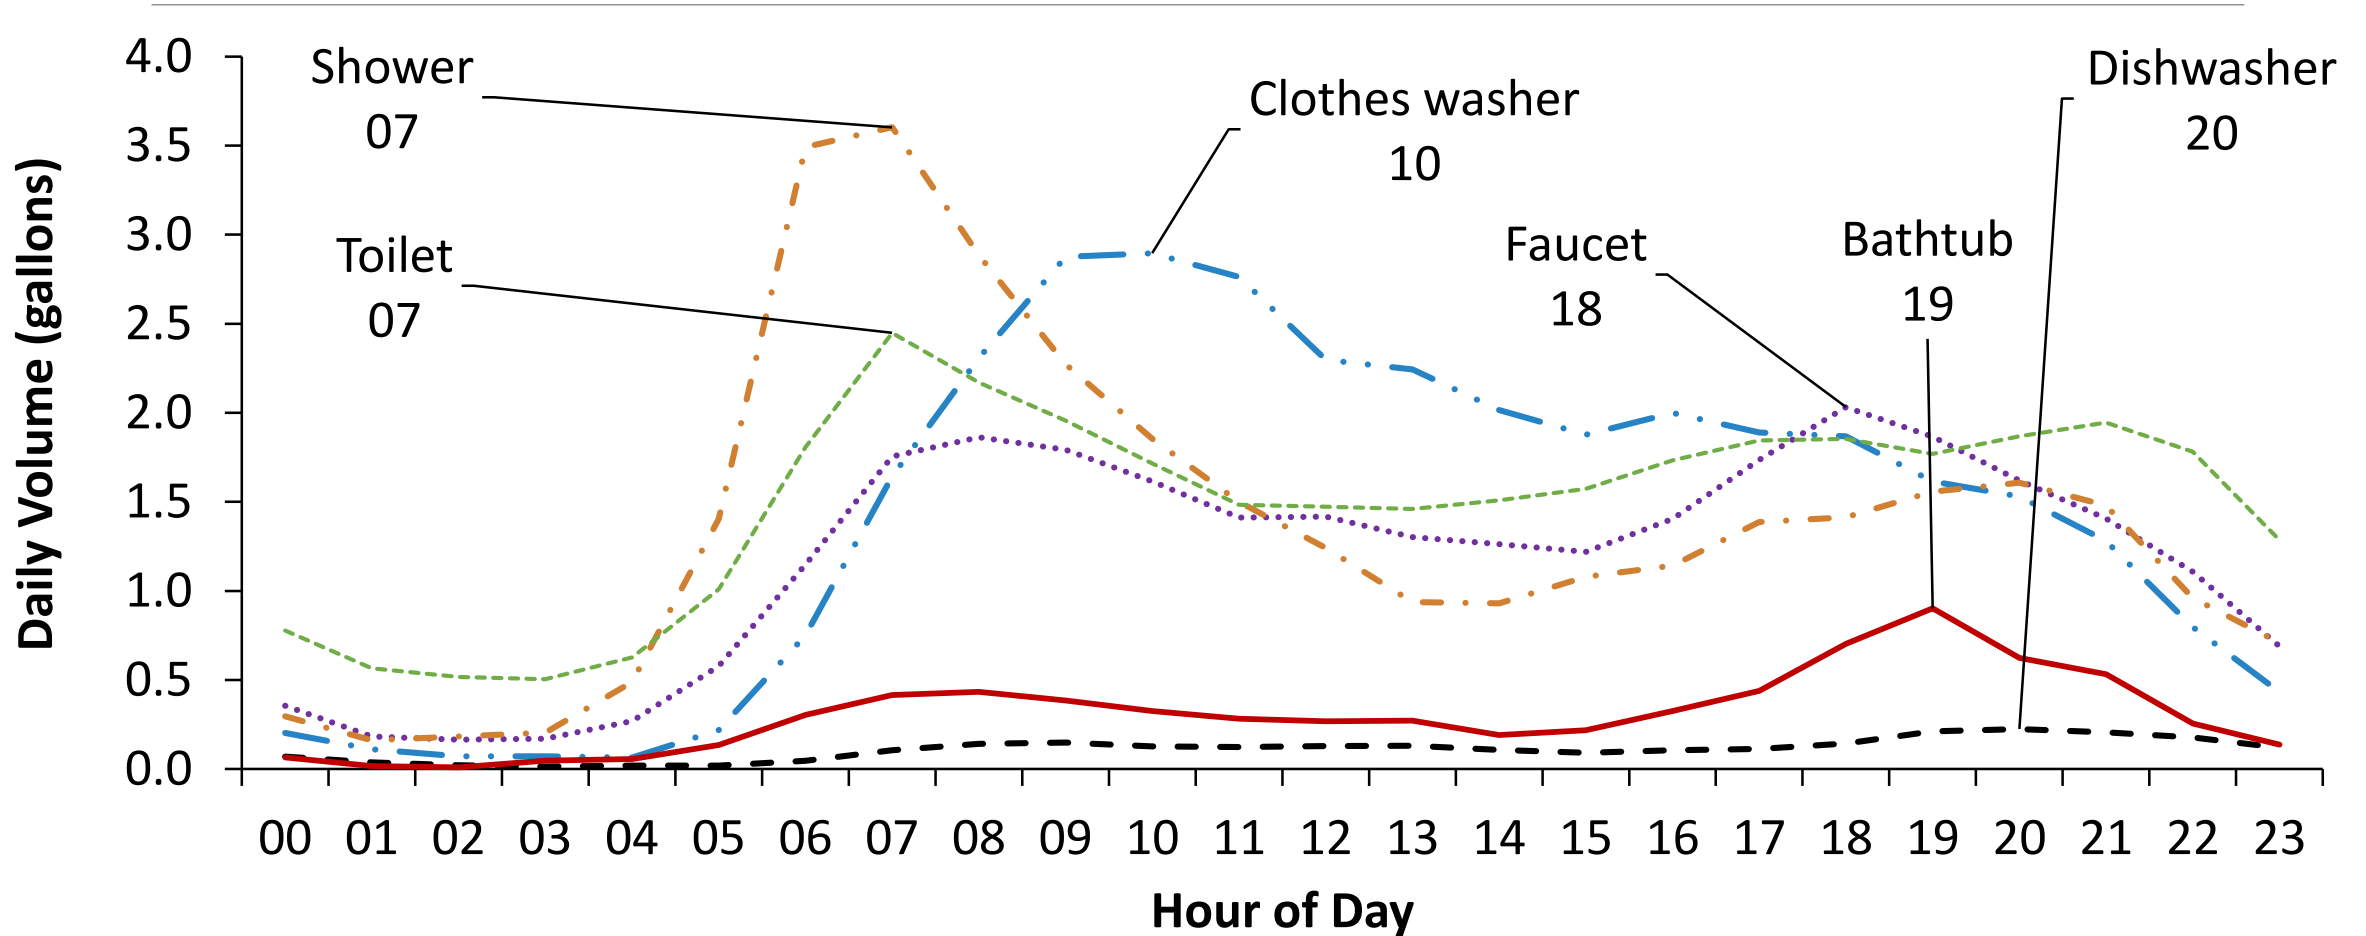 Shower
07
Toilet
07
Clothes washer
10
Faucet
18
Bathtub
19
Dishwasher
20
Daily Volume (gallons)
4.0
3.5
3.0
2.5
2.0
1.5
1.0
0.5
0.0
00 01 02 03 04 05 06 07 08 09 10 11 12 13 14 15 16 17 18 19 20 21 22 23
Hour of Day